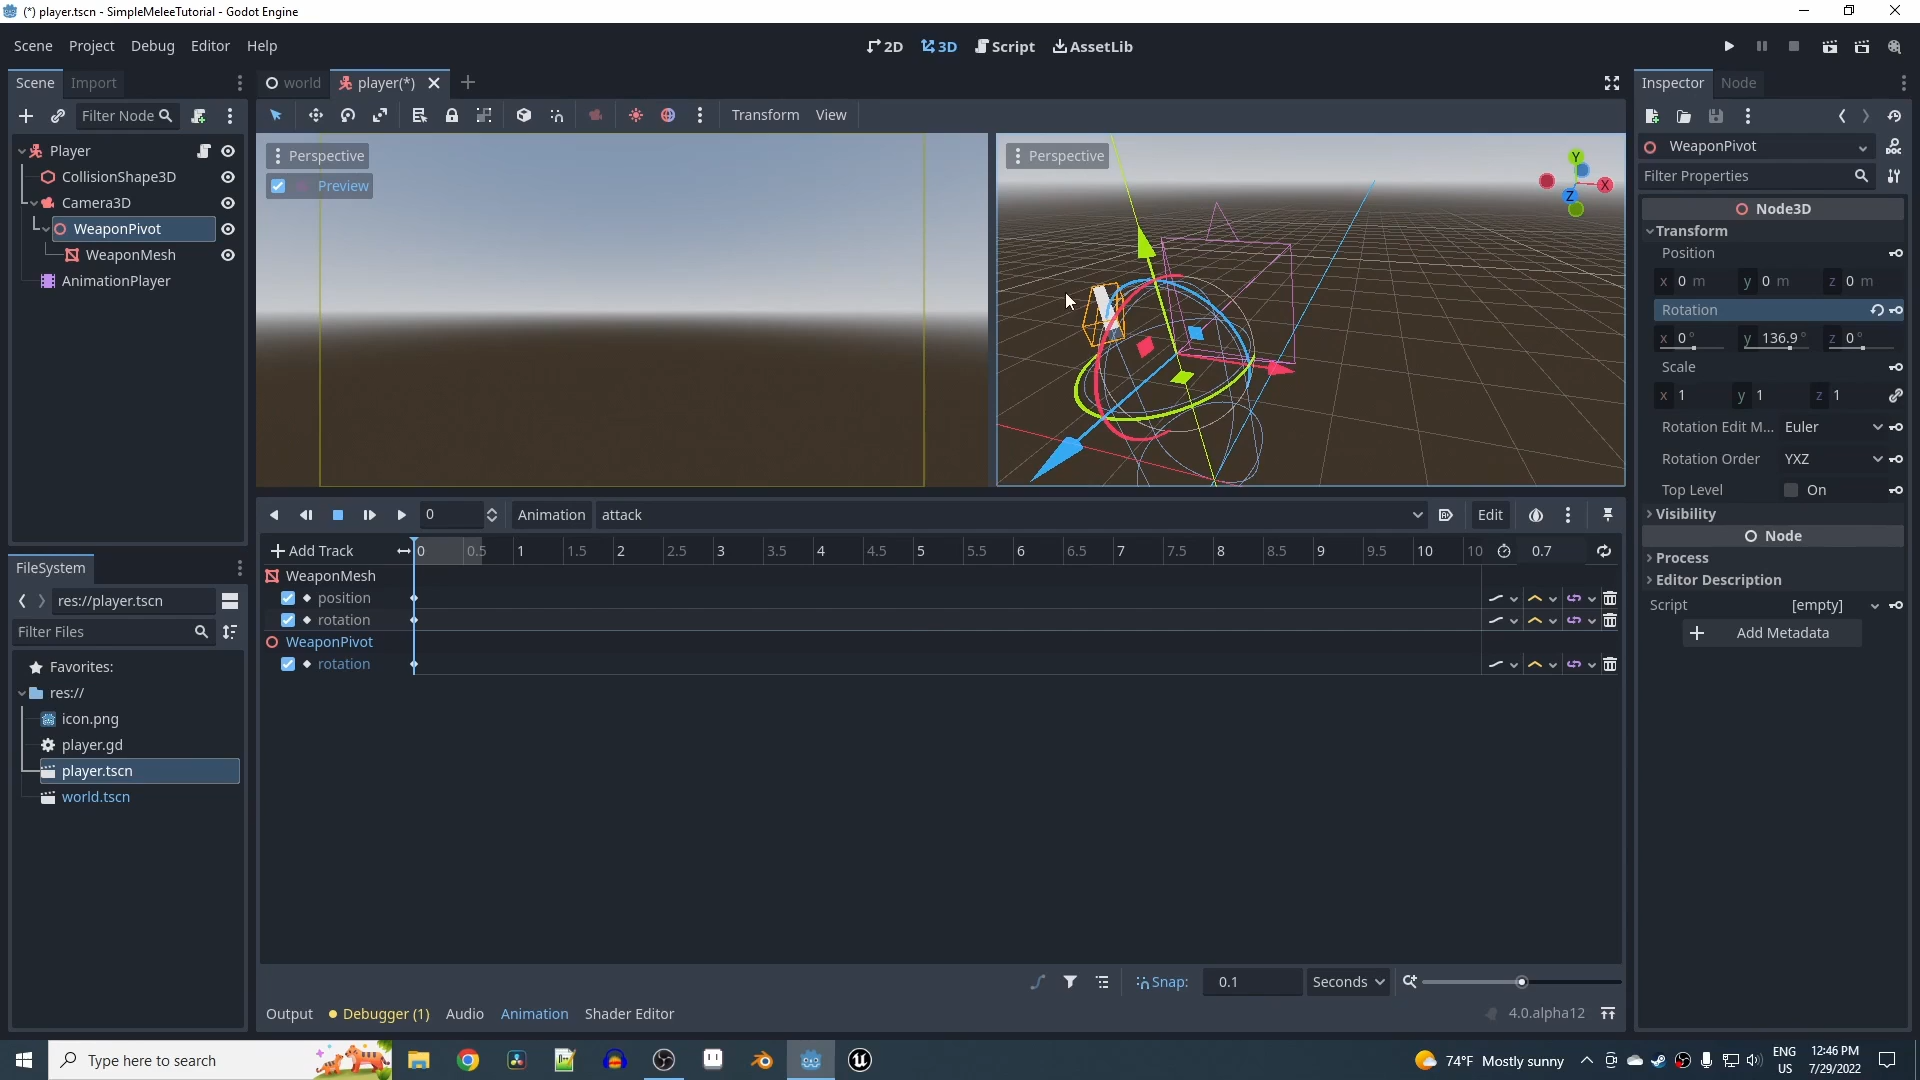 (*) player.tscn - SimpleMeleeTutorial - Godot Engine
Scene Project Debug Editor Help
2D 3D Script AssetLib
Scene Import
world player(*)
Inspector Node
Filter Node
Transform View
WeaponPivot
Filter Properties
Player
CollisionShape3D
Camera3D
WeaponPivot
WeaponMesh
AnimationPlayer
Perspective
Preview
Perspective
Y
X
Z
Node3D
Transform
Position
x 0 m y 0 m z 0 m
Rotation
x 0 ° y 136.9 ° z 0 °
Scale
x 1 y 1 z 1
Rotation Edit M... Euler
Rotation Order YXZ
Top Level On
Visibility
Node
Process
Editor Description
Script [empty]
Add Metadata
0 Animation attack Edit
Add Track 0 0.5 1 1.5 2 2.5 3 3.5 4 4.5 5 5.5 6 6.5 7 7.5 8 8.5 9 9.5 10 10 0.7
WeaponMesh
position
rotation
WeaponPivot
rotation
FileSystem
res://player.tscn
Filter Files
Favorites:
res://
icon.png
player.gd
player.tscn
world.tscn
Snap: 0.1 Seconds
Output Debugger (1) Audio Animation Shader Editor 4.0.alpha12
Type here to search
74°F Mostly sunny
ENG
US
12:46 PM
7/29/2022